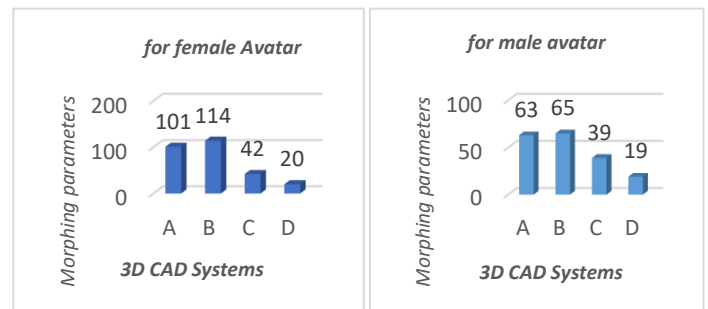 for female Avatar
Morphing parameters
200
100
0
101
114
42
20
A B C D
3D CAD Systems
for male avatar
Morphing parameters
100
50
0
63
65
39
19
A B C D
3D CAD Systems